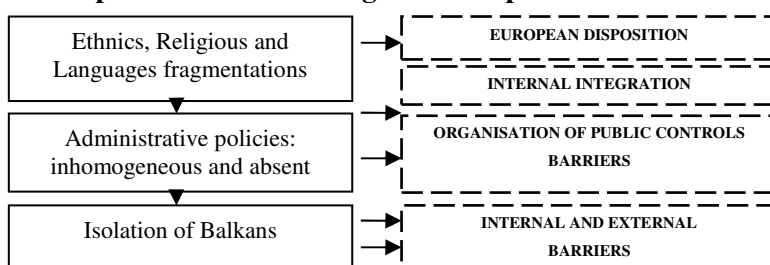 Ethnics, Religious and
Languages fragmentations
EUROPEAN DISPOSITION
INTERNAL INTEGRATION
Administrative policies:
inhomogeneous and absent
ORGANISATION OF PUBLIC CONTROLS
BARRIERS
Isolation of Balkans
INTERNAL AND EXTERNAL
BARRIERS